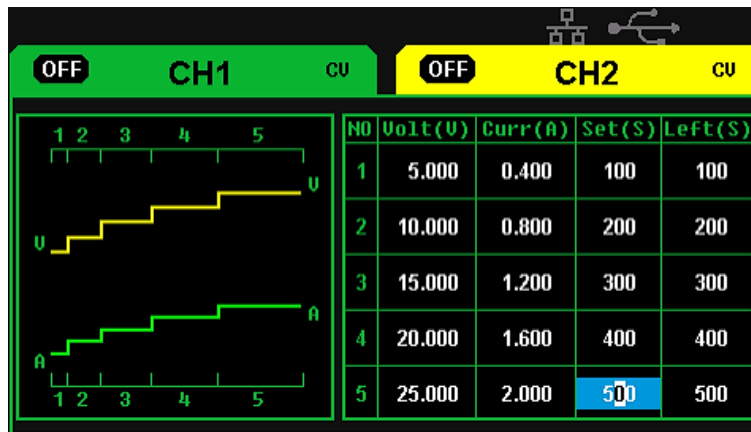 OFF CH1 CV OFF CH2 CV
1 2 3 4 5
V
V
A
A
1 2 3 4 5
NO Volt(V) Curr(A) Set(S) Left(S)
1 5.000 0.400 100 100
2 10.000 0.800 200 200
3 15.000 1.200 300 300
4 20.000 1.600 400 400
5 25.000 2.000 500 500